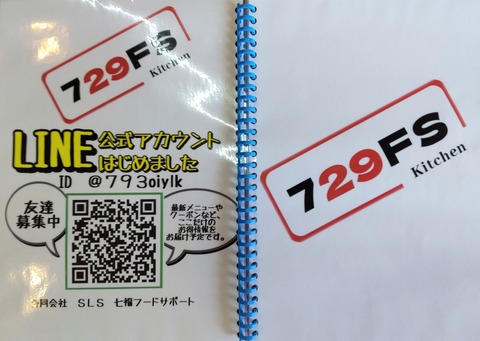 729FS
Kitchen
LINE 公式アカウント
はじめました
ID @793oiylk
友達
募集中
最新メニューや
クーポンなど、
ここだけの
お得情報を
お届け予定です。
合同会社 SLS 七福フードサポート
729FS
Kitchen